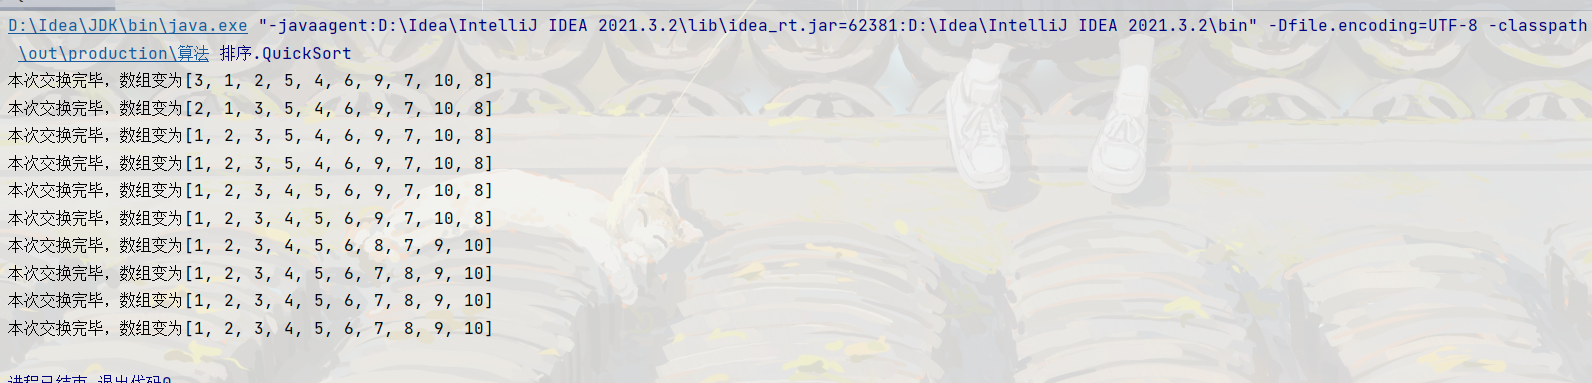 D:\Idea\JDK\bin\java.exe "-javaagent:D:\Idea\IntelliJ IDEA 2021.3.2\lib\idea_rt.jar=62381:D:\Idea\IntelliJ IDEA 2021.3.2\bin" -Dfile.encoding=UTF-8 -classpath
\out\production\算法 排序.QuickSort
本次交换完毕，数组变为[3, 1, 2, 5, 4, 6, 9, 7, 10, 8]
本次交换完毕，数组变为[2, 1, 3, 5, 4, 6, 9, 7, 10, 8]
本次交换完毕，数组变为[1, 2, 3, 5, 4, 6, 9, 7, 10, 8]
本次交换完毕，数组变为[1, 2, 3, 5, 4, 6, 9, 7, 10, 8]
本次交换完毕，数组变为[1, 2, 3, 4, 5, 6, 9, 7, 10, 8]
本次交换完毕，数组变为[1, 2, 3, 4, 5, 6, 9, 7, 10, 8]
本次交换完毕，数组变为[1, 2, 3, 4, 5, 6, 8, 7, 9, 10]
本次交换完毕，数组变为[1, 2, 3, 4, 5, 6, 7, 8, 9, 10]
本次交换完毕，数组变为[1, 2, 3, 4, 5, 6, 7, 8, 9, 10]
本次交换完毕，数组变为[1, 2, 3, 4, 5, 6, 7, 8, 9, 10]
进程已结束,退出代码0